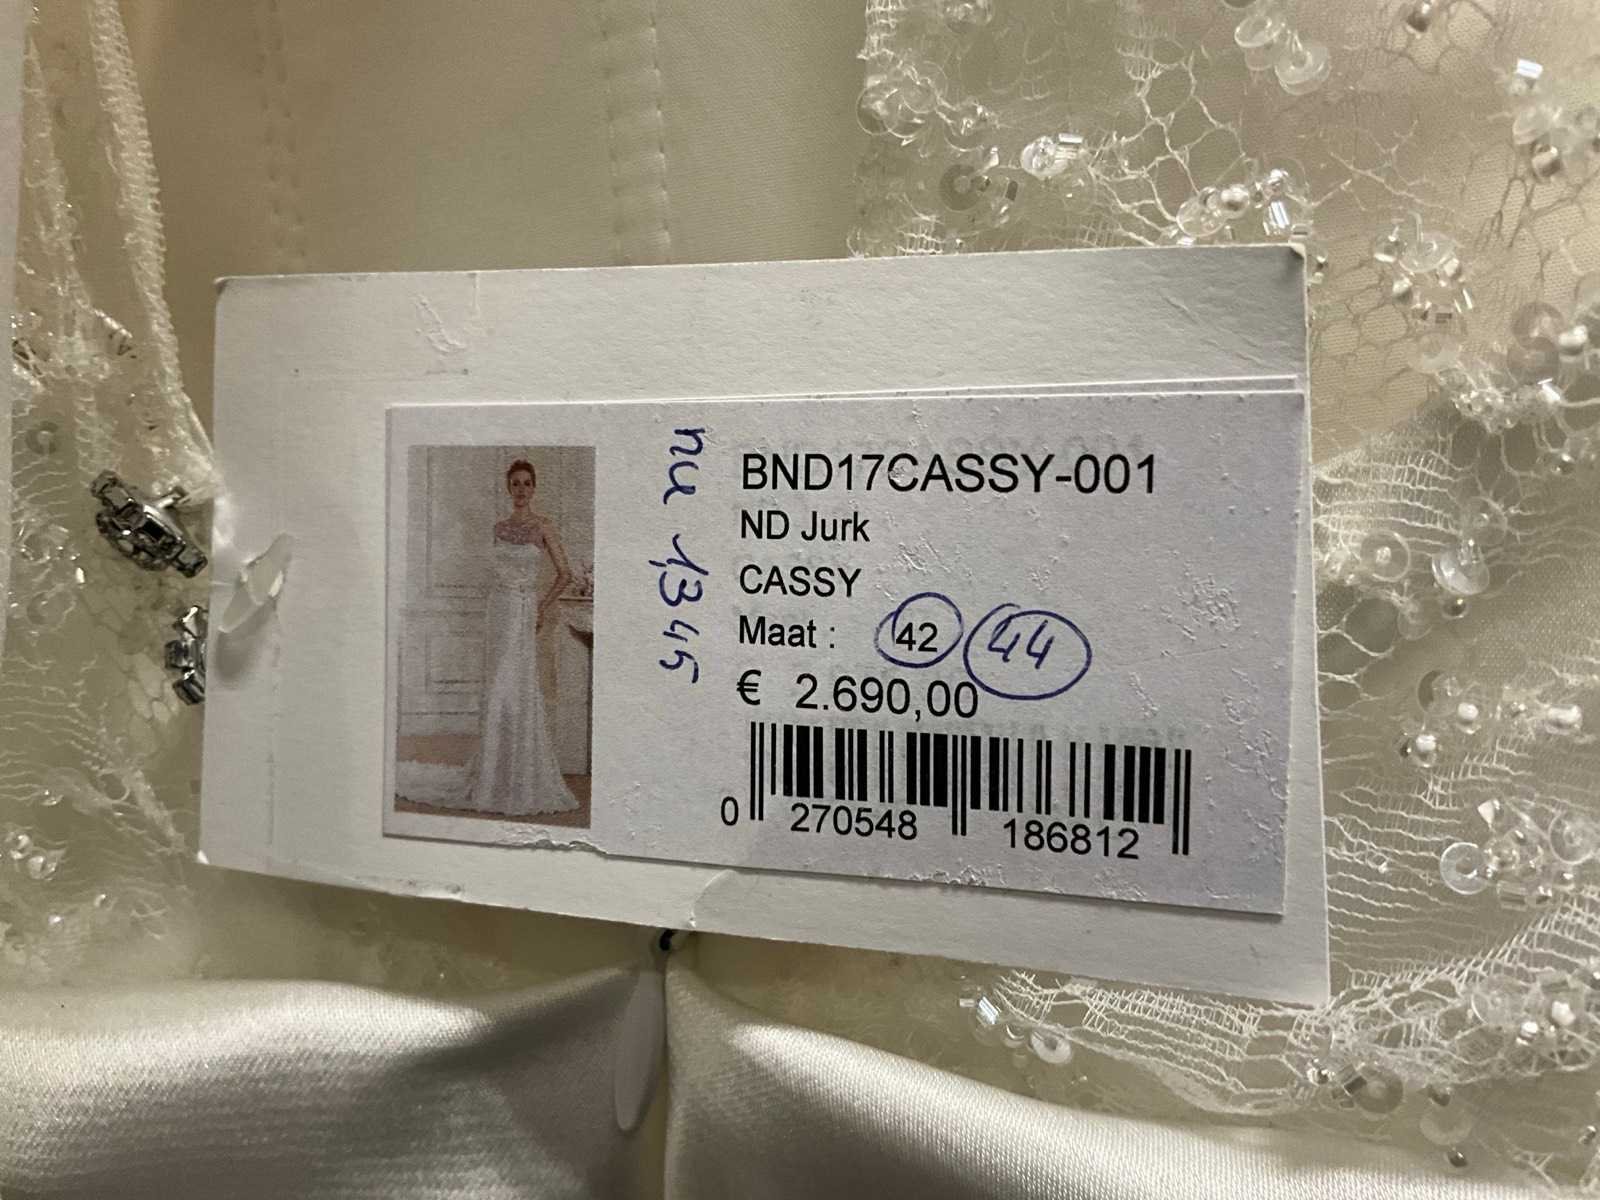 BND17CASSY-001
ND Jurk
CASSY
Maat : 42 44
€ 2.690,00
0 270548 186812
nu 1345